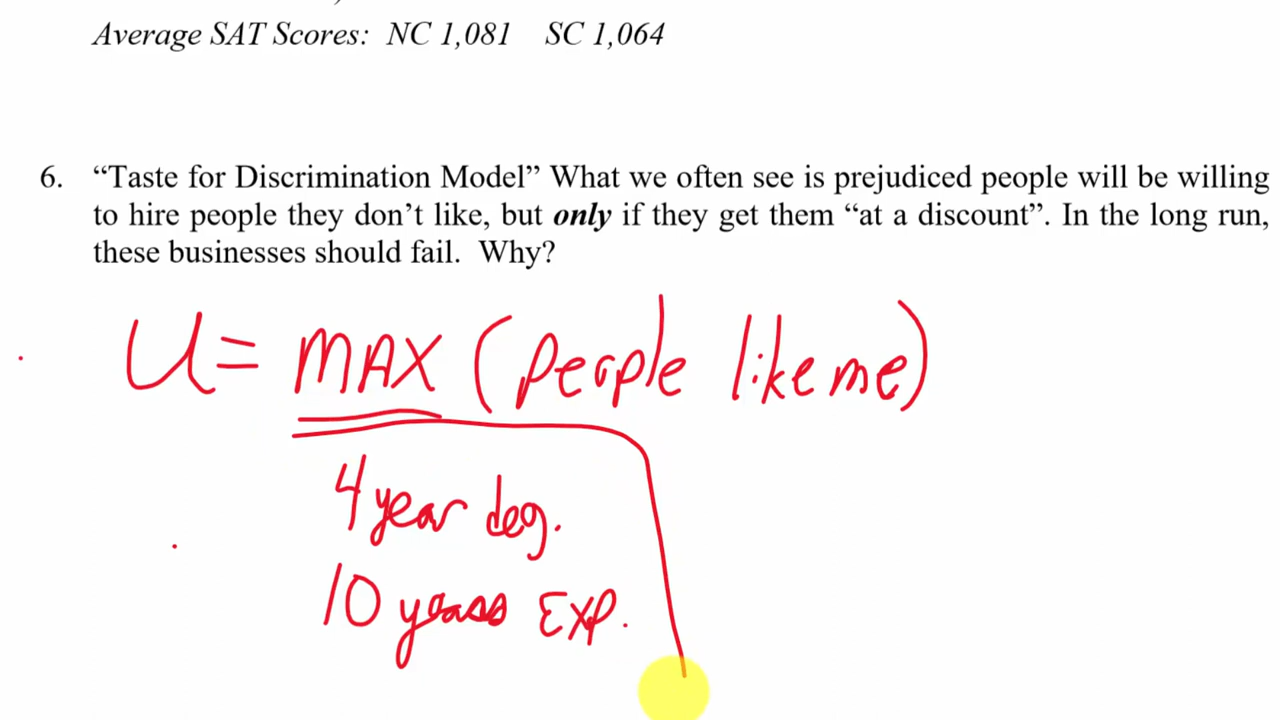 Average SAT Scores: NC 1,081 SC 1,064
6. “Taste for Discrimination Model” What we often see is prejudiced people will be willing
to hire people they don’t like, but only if they get them “at a discount”. In the long run,
these businesses should fail. Why?
U = MAX (people like me)
4 year deg.
10 years EXP.